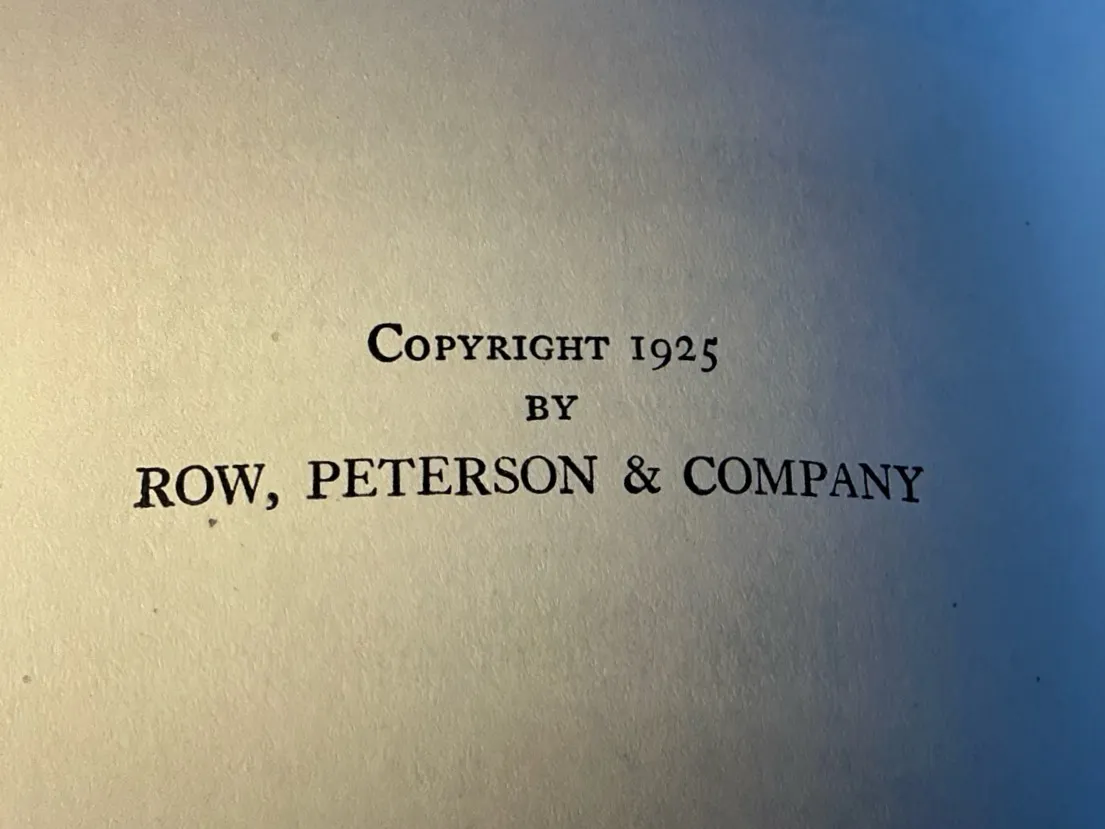 Copyright 1925
BY
ROW, PETERSON & COMPANY